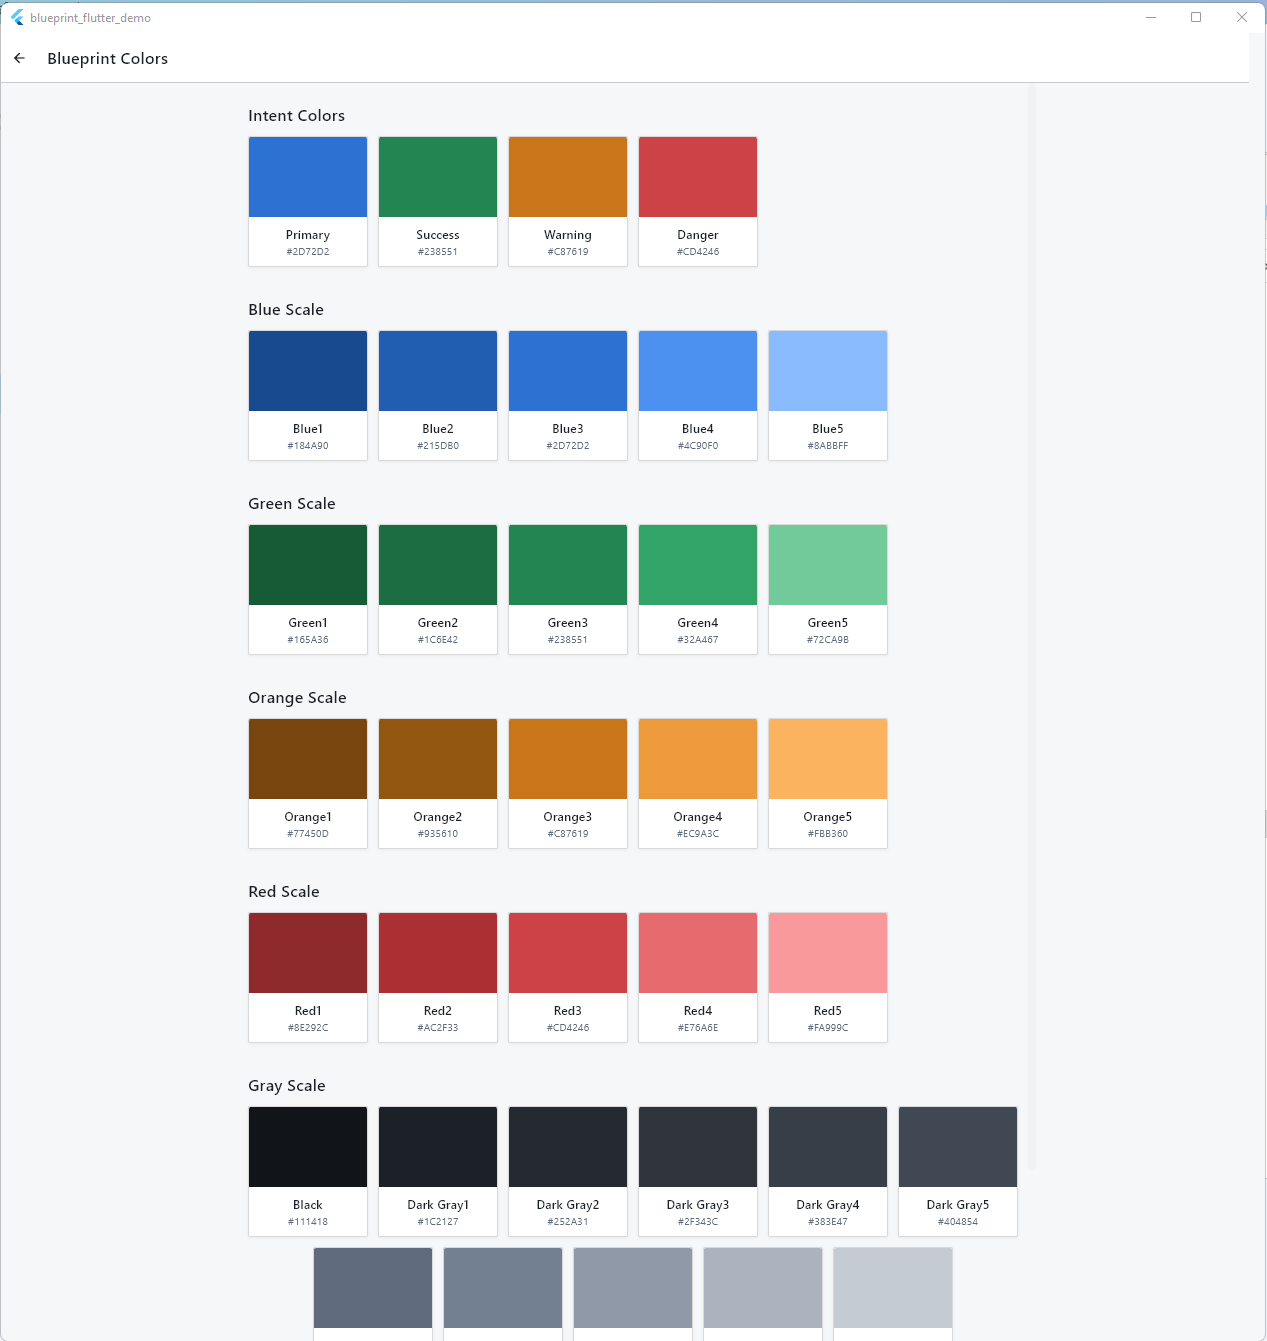 blueprint_flutter_demo
Blueprint Colors
Intent Colors
Primary
#2D72D2
Success
#238551
Warning
#C87619
Danger
#CD4246
Blue Scale
Blue1
#184A90
Blue2
#215DB0
Blue3
#2D72D2
Blue4
#4C90F0
Blue5
#8ABBFF
Green Scale
Green1
#165A36
Green2
#1C6E42
Green3
#238551
Green4
#32A467
Green5
#72CA9B
Orange Scale
Orange1
#77450D
Orange2
#935610
Orange3
#C87619
Orange4
#EC9A3C
Orange5
#FBB360
Red Scale
Red1
#8E292C
Red2
#AC2F33
Red3
#CD4246
Red4
#E76A6E
Red5
#FA999C
Gray Scale
Black
#111418
Dark Gray1
#1C2127
Dark Gray2
#252A31
Dark Gray3
#2F343C
Dark Gray4
#383E47
Dark Gray5
#404854